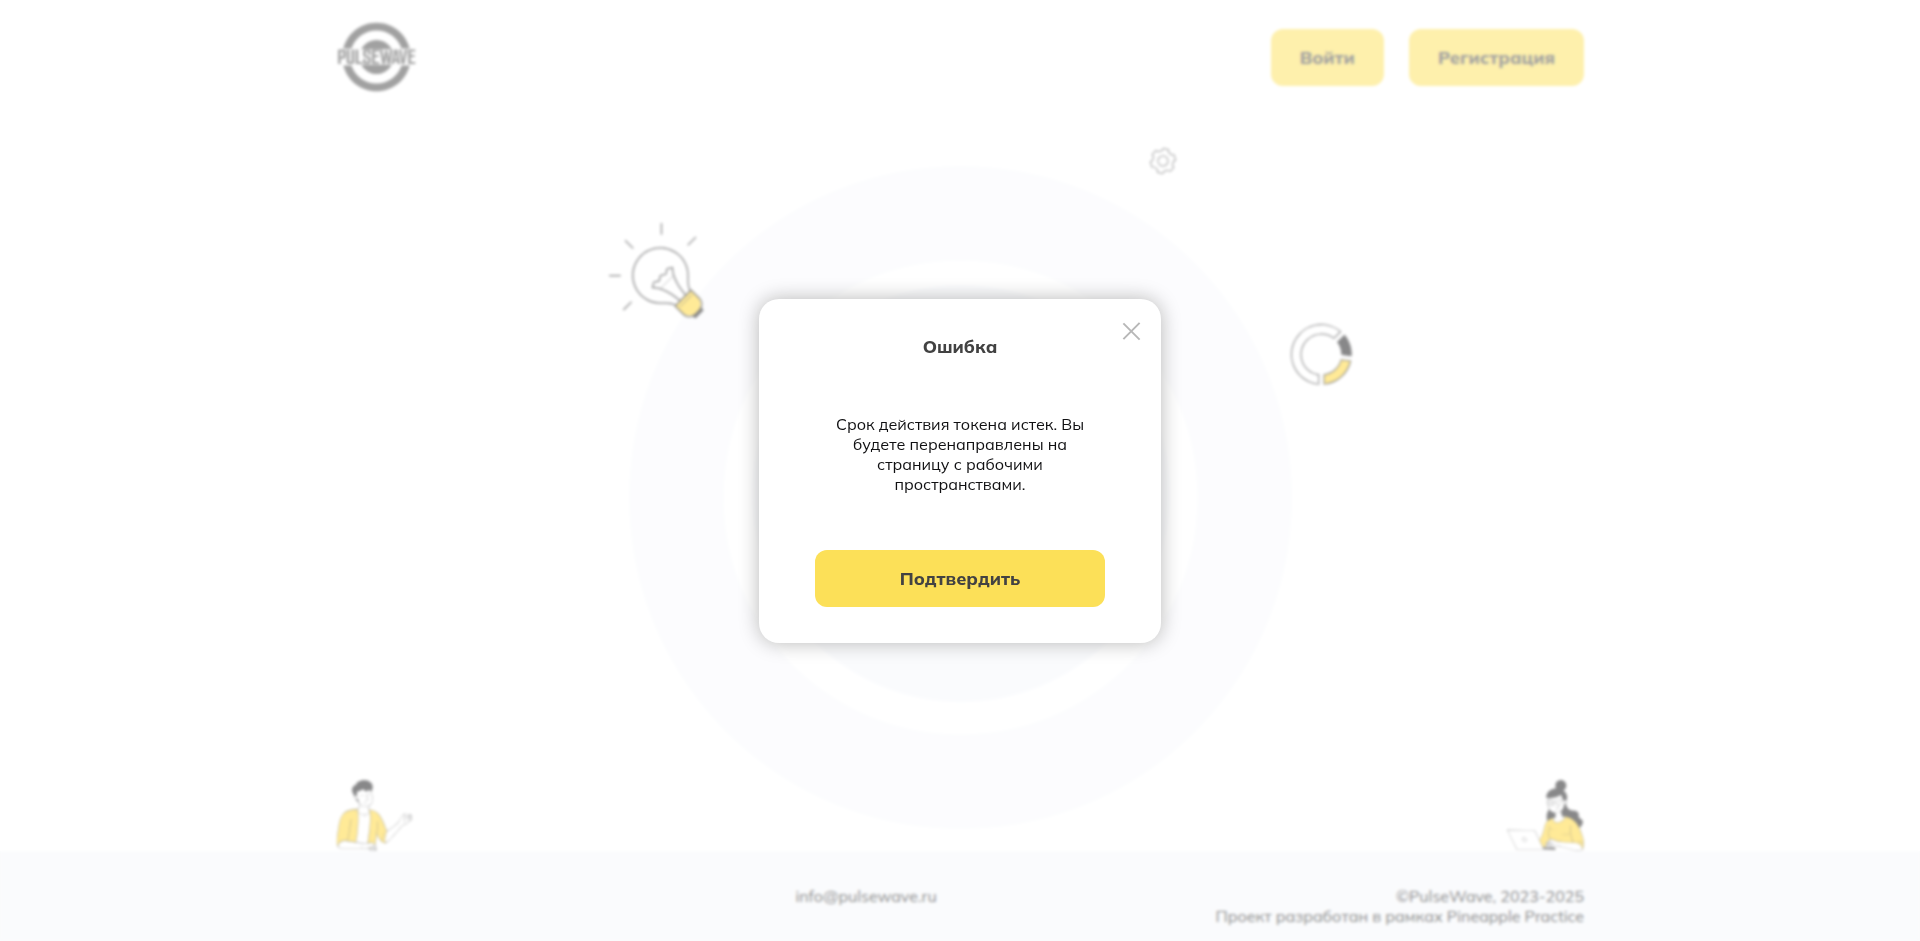 PULSEWAVE
Войти
Регистрация
Ошибка
Срок действия токена истек. Вы
будете перенаправлены на
страницу с рабочими
пространствами.
Подтвердить
info@pulsewave.ru
©PulseWave, 2023-2025
Проект разработан в рамках Pineapple Practice